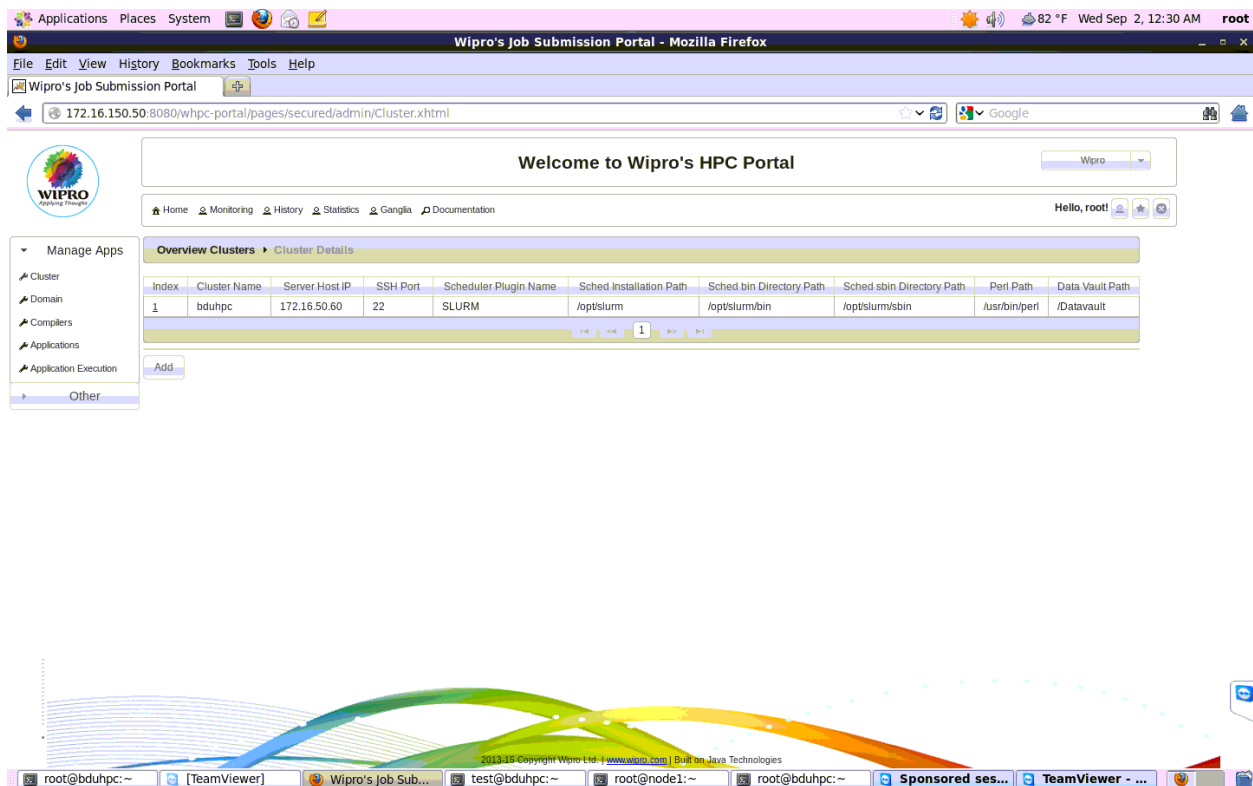 Applications Places System 82 °F Wed Sep 2, 12:30 AM root
Wipro's Job Submission Portal - Mozilla Firefox
File Edit View History Bookmarks Tools Help
Wipro's Job Submission Portal
172.16.150.50:8080/whpc-portal/pages/secured/admin/Cluster.xhtml Google
WIPRO
Applying Thought
Welcome to Wipro's HPC Portal
Wipro
Home Monitoring History Statistics Ganglia Documentation
Hello, root!
Manage Apps
Cluster
Domain
Compilers
Applications
Application Execution
Other
Overview Clusters Cluster Details
Index Cluster Name Server Host IP SSH Port Scheduler Plugin Name Sched Installation Path Sched bin Directory Path Sched sbin Directory Path Perl Path Data Vault Path
1 bduhpc 172.16.50.60 22 SLURM /opt/slurm /opt/slurm/bin /opt/slurm/sbin /usr/bin/perl /Datavault
1
Add
2013-15 Copyright Wipro Ltd. | www.wipro.com | Built on Java Technologies
root@bduhpc:~ [TeamViewer] Wipro's Job Sub... test@bduhpc:~ root@node1:~ root@bduhpc:~ Sponsored ses... TeamViewer - ...